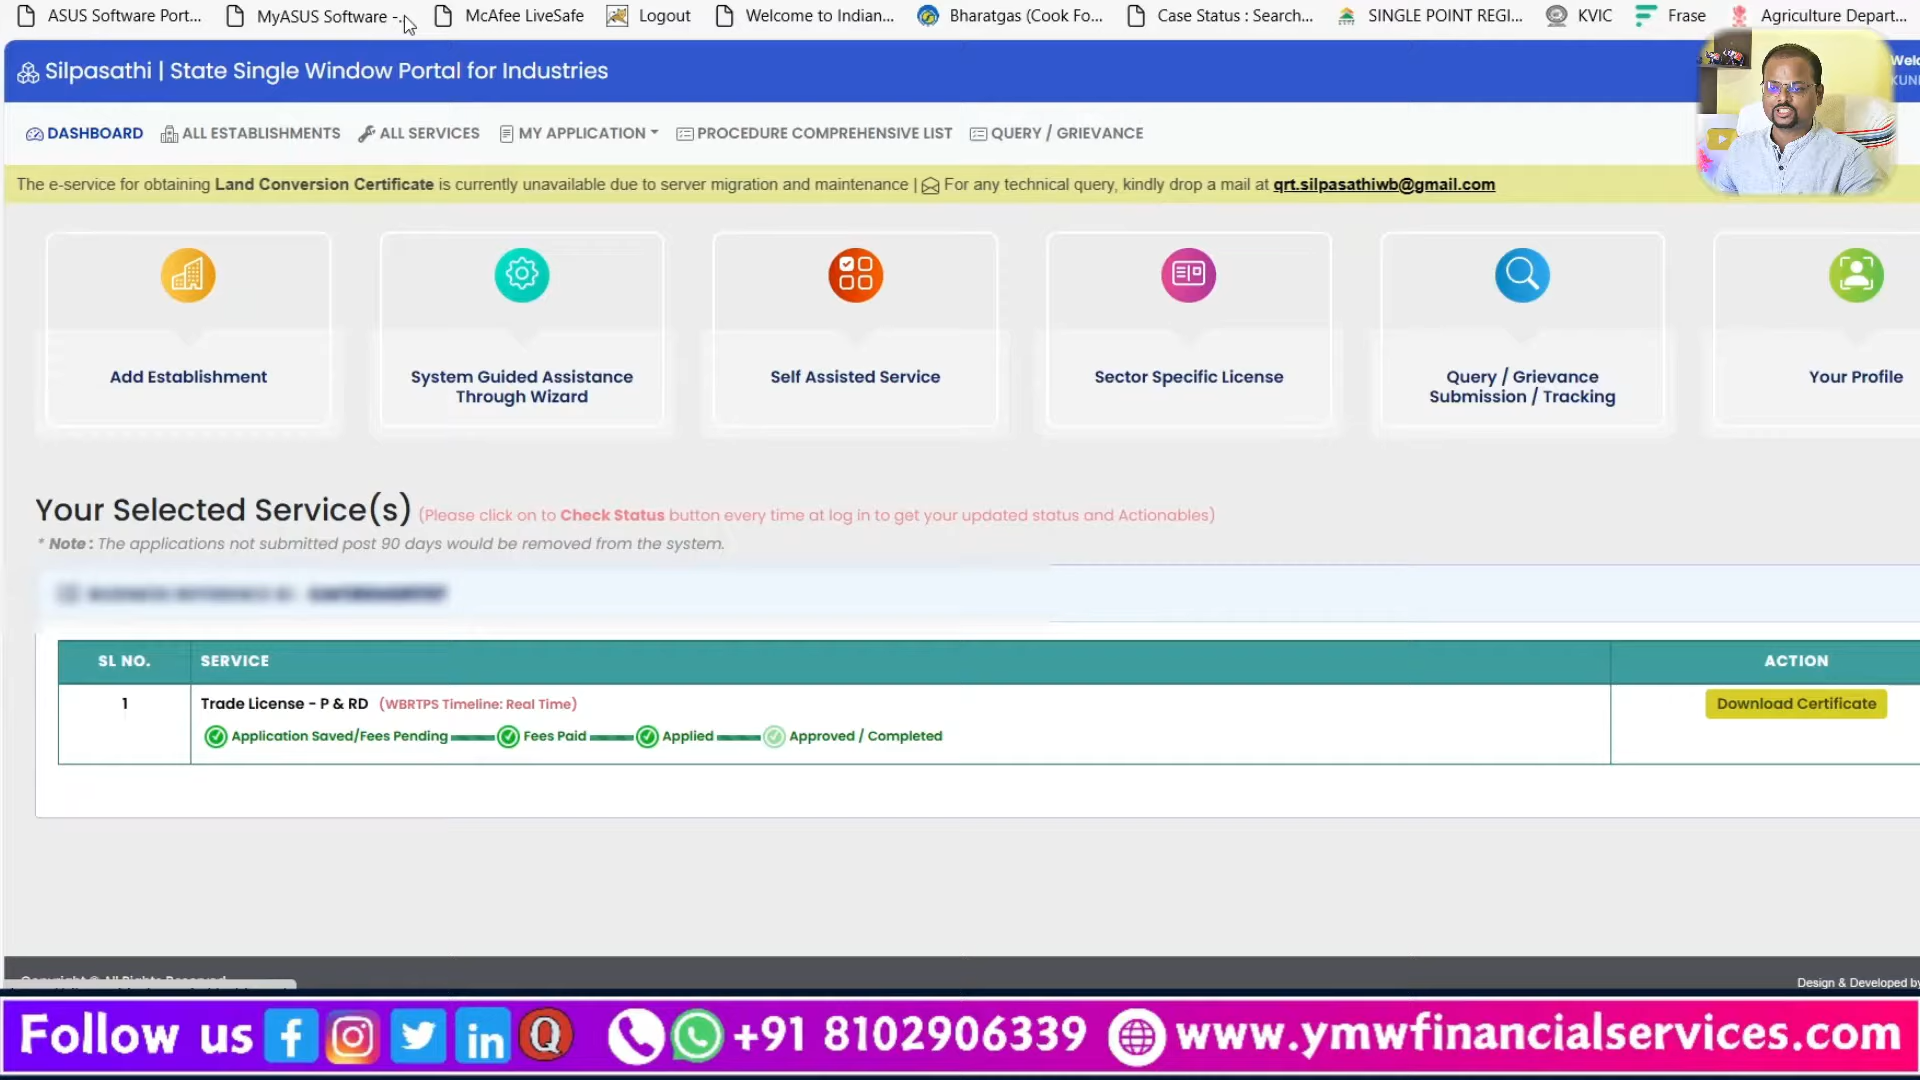 ASUS Software Port... MyASUS Software -... McAfee LiveSafe Logout Welcome to Indian... Bharatgas (Cook Fo... Case Status : Search... SINGLE POINT REGI... KVIC Frase Agriculture Depart...
Silpasathi | State Single Window Portal for Industries
DASHBOARD ALL ESTABLISHMENTS ALL SERVICES MY APPLICATION PROCEDURE COMPREHENSIVE LIST QUERY / GRIEVANCE
The e-service for obtaining Land Conversion Certificate is currently unavailable due to server migration and maintenance | For any technical query, kindly drop a mail at qrt.silpasathiwb@gmail.com
Add Establishment
System Guided Assistance
Through Wizard
Self Assisted Service
Sector Specific License
Query / Grievance
Submission / Tracking
Your Profile
Your Selected Service(s) (Please click on to Check Status button every time at log in to get your updated status and Actionables)
* Note : The applications not submitted post 90 days would be removed from the system.
SL NO. SERVICE ACTION
1 Trade License - P & RD (WBRTPS Timeline: Real Time) Download Certificate
Application Saved/Fees Pending Fees Paid Applied Approved / Completed
Design & Developed by
Follow us +91 8102906339 www.ymwfinancialservices.com